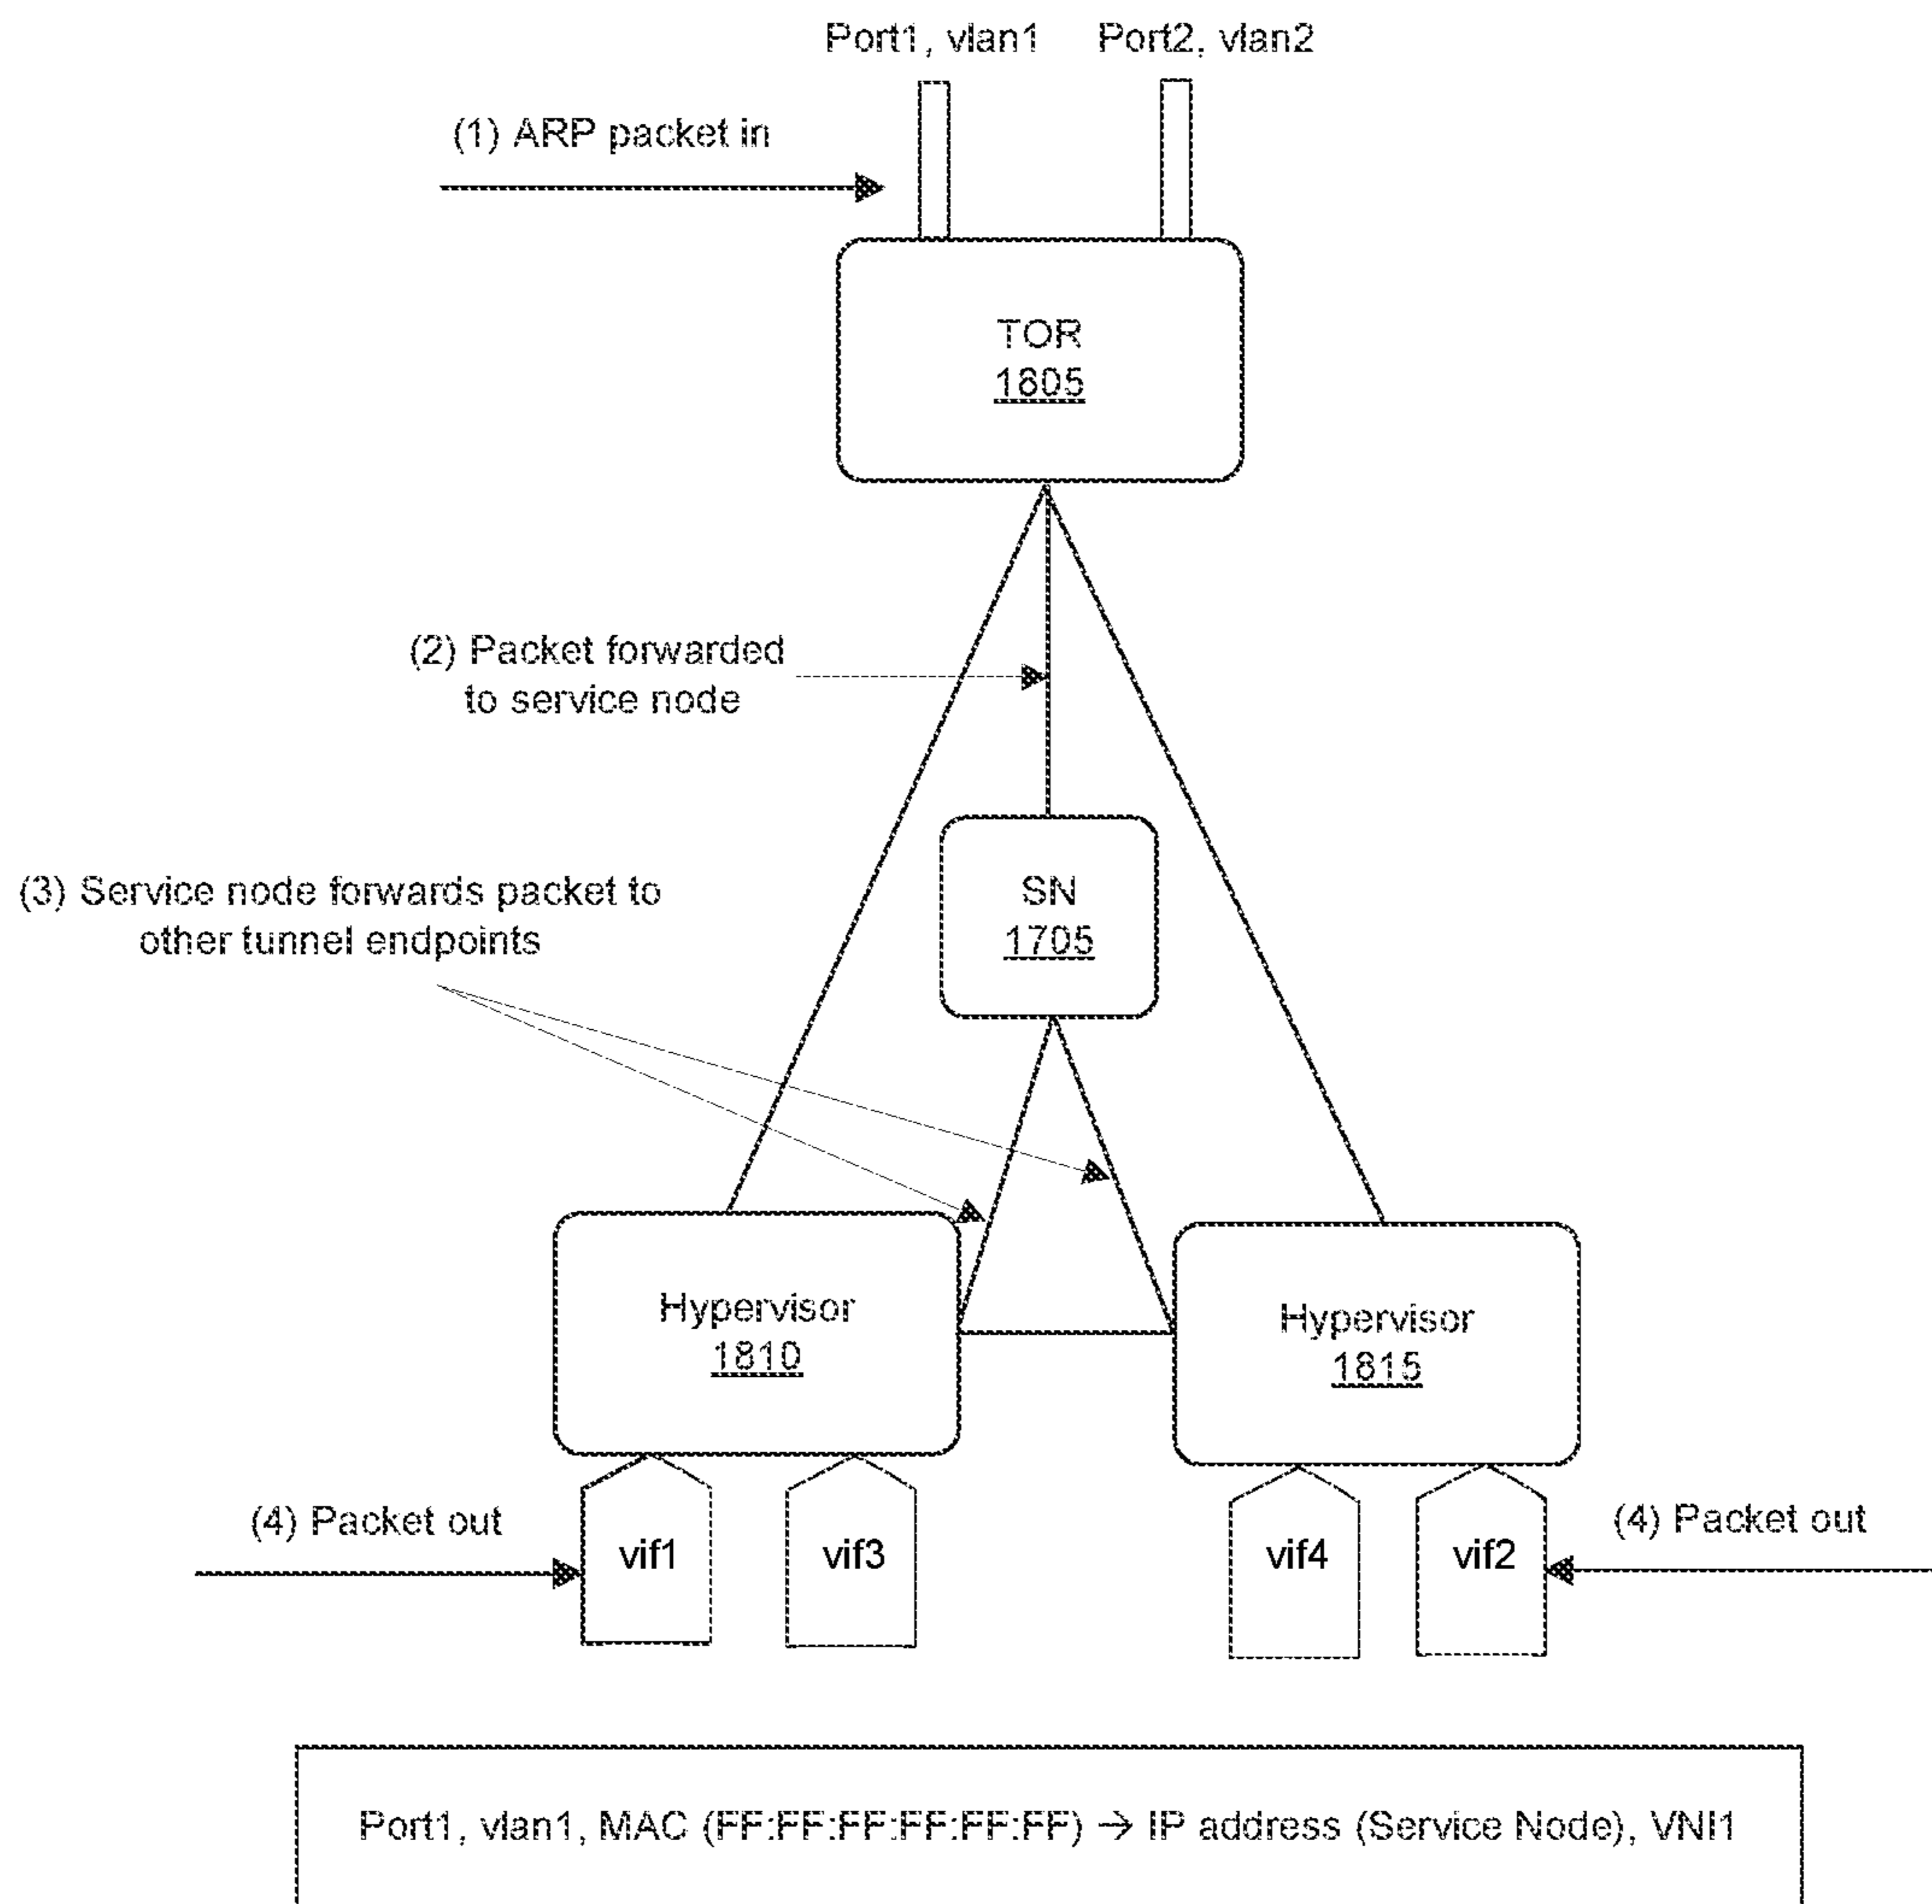 Port1, vlan1
Port2, vlan2
(1) ARP packet in
TOR
1805
(2) Packet forwarded
to service node
SN
1705
(3) Service node forwards packet to
other tunnel endpoints
Hypervisor
1810
Hypervisor
1815
(4) Packet out
vif1
vif3
vif4
vif2
(4) Packet out
Port1, vlan1, MAC (FF:FF:FF:FF:FF:FF) → IP address (Service Node), VNI1